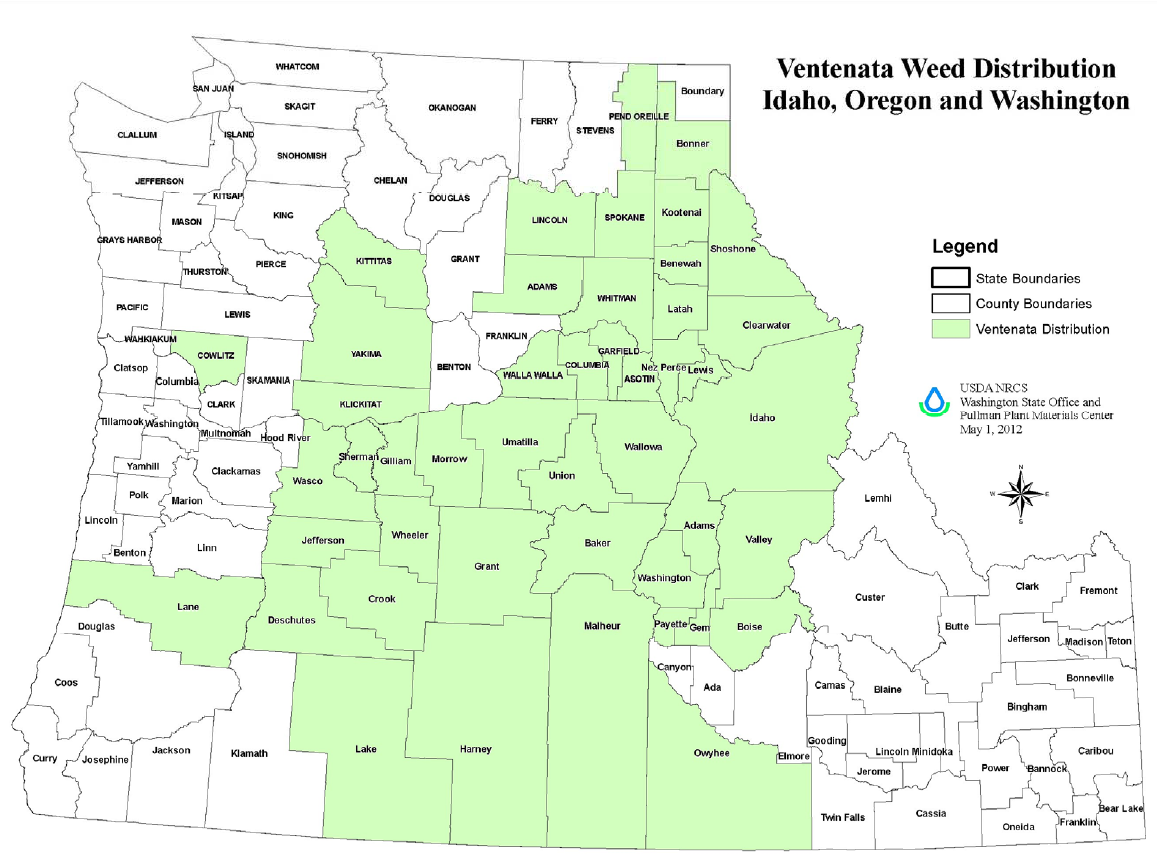 Ventenata Weed Distribution
Idaho, Oregon and Washington
WHATCOM
SAN JUAN
SKAGIT
OKANOGAN
FERRY
STEVENS
PEND OREILLE
Boundary
CLALLUM
ISLAND
SNOHOMISH
Bonner
JEFFERSON
CHELAN
KITSAP
DOUGLAS
MASON
KING
LINCOLN
SPOKANE
Kootenai
GRAYS HARBOR
Shoshone
THURSTON
PIERCE
KITTITAS
GRANT
Benewah
ADAMS
WHITMAN
PACIFIC
LEWIS
Latah
Clearwater
WAHKIAKUM
COWLITZ
YAKIMA
FRANKLIN
BENTON
GARFIELD
COLUMBIA
WALLA WALLA
ASOTIN
Nez Perce
Lewis
Clatsop
Columbia
SKAMANIA
CLARK
KLICKITAT
Idaho
Tillamook
Washington
Multnomah
Hood River
Sherman
Gilliam
Morrow
Umatilla
Wallowa
Yamhill
Clackamas
Wasco
Union
Polk
Marion
Lemhi
Lincoln
Benton
Linn
Jefferson
Wheeler
Baker
Adams
Valley
Grant
Washington
Lane
Crook
Deschutes
Custer
Clark
Fremont
Douglas
Malheur
Payette
Gem
Boise
Butte
Jefferson
Madison
Teton
Coos
Canyon
Ada
Camas
Blaine
Bonneville
Bingham
Curry
Josephine
Jackson
Klamath
Lake
Harney
Owyhee
Elmore
Gooding
Lincoln
Minidoka
Jerome
Power
Bannock
Caribou
Twin Falls
Cassia
Oneida
Franklin
Bear Lake
Legend
State Boundaries
County Boundaries
Ventenata Distribution
USDA NRCS
Washington State Office and
Pullman Plant Materials Center
May 1, 2012
N
W
E
S